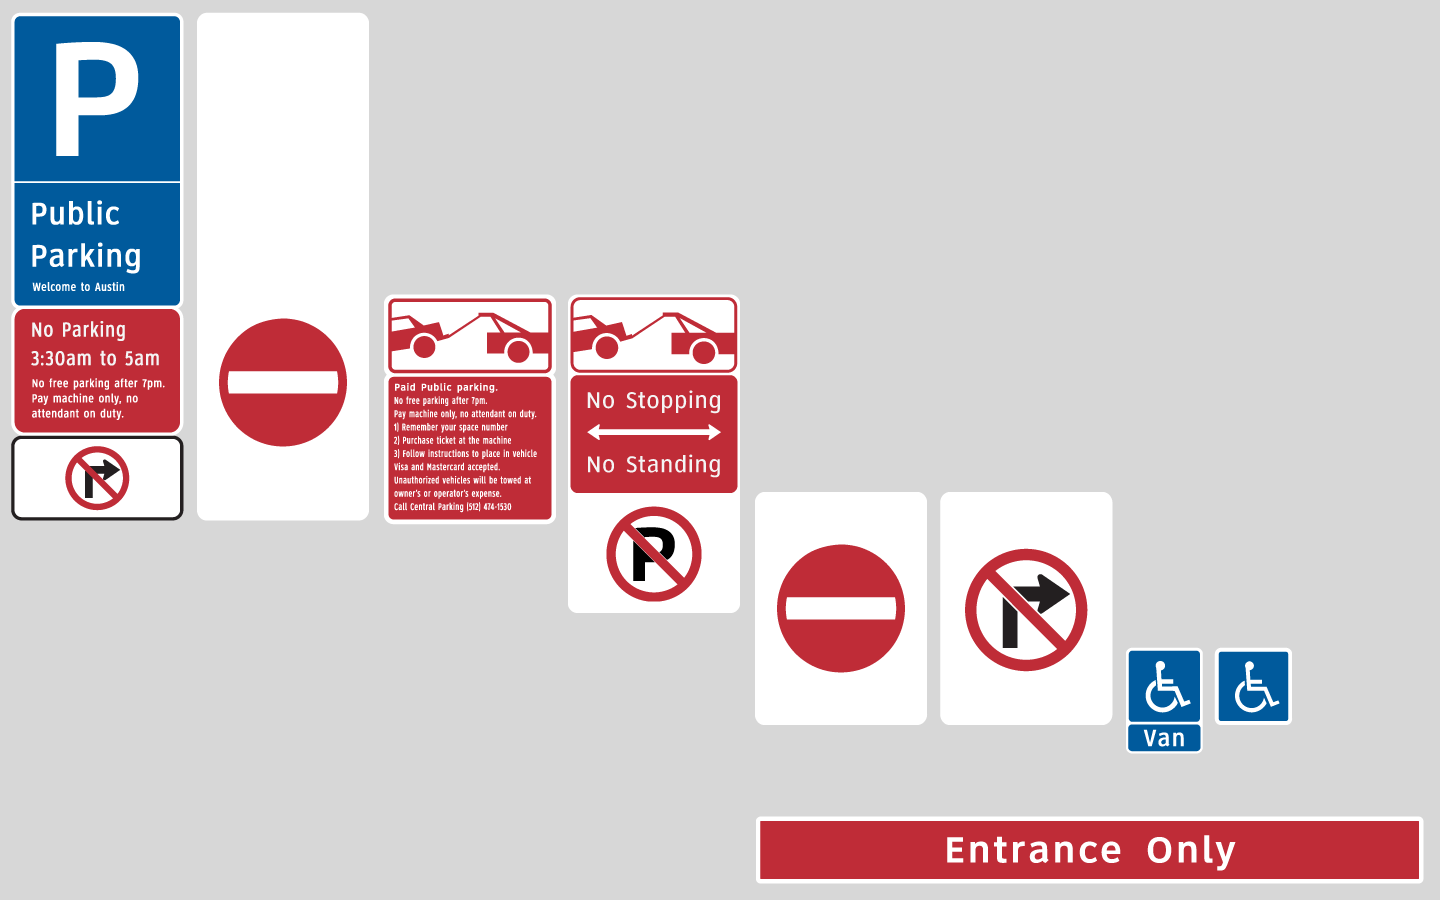 P
Public
Parking
Welcome to Austin
No Parking
3:30am to 5am
No free parking after 7pm.
Pay machine only, no
attendant on duty.
Paid Public parking.
No free parking after 7pm.
Pay machine only, no attendant on duty.
1) Remember your space number
2) Purchase ticket at the machine
3) Follow instructions to place in vehicle
Visa and Mastercard accepted.
Unauthorized vehicles will be towed at
owner's or operator's expense.
Call Central Parking (512) 474-1530
No Stopping
No Standing
P
Van
Entrance Only